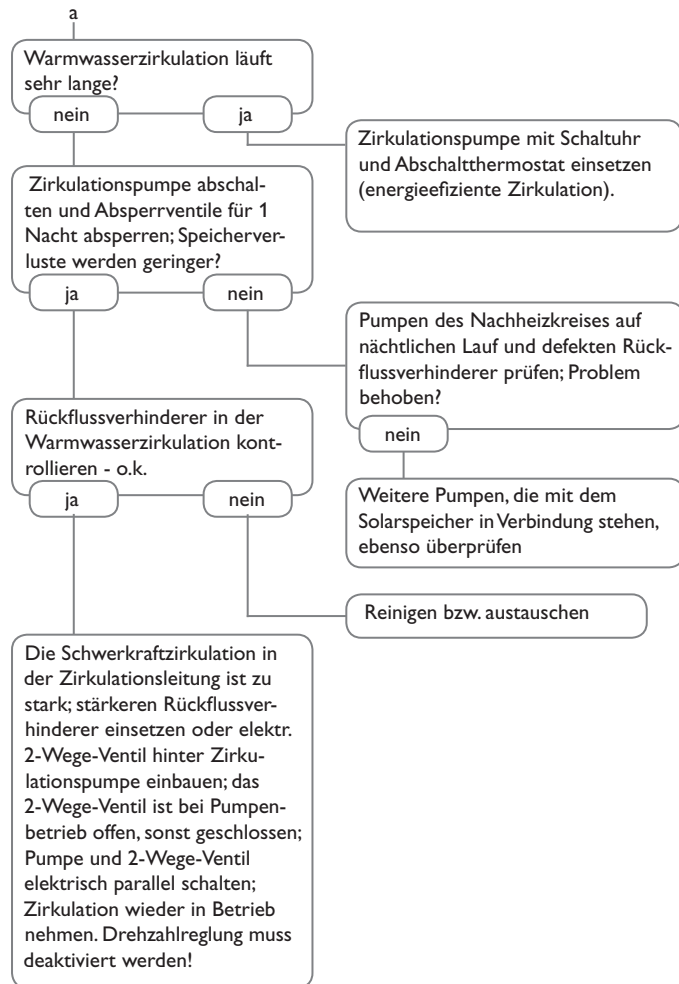 a
Warmwasserzirkulation läuft
sehr lange?
nein
ja
Zirkulationspumpe mit Schaltuhr
und Abschaltthermostat einsetzen
(energieefiziente Zirkulation).
Zirkulationspumpe abschal-
ten und Absperrventile für 1
Nacht absperren; Speicherver-
luste werden geringer?
ja
nein
Pumpen des Nachheizkreises auf
nächtlichen Lauf und defekten Rück-
flussverhinderer prüfen; Problem
behoben?
nein
Weitere Pumpen, die mit dem
Solarspeicher in Verbindung stehen,
ebenso überprüfen
Rückflussverhinderer in der
Warmwasserzirkulation kont-
rollieren - o.k.
ja
nein
Reinigen bzw. austauschen
Die Schwerkraftzirkulation in
der Zirkulationsleitung ist zu
stark; stärkeren Rückflussver-
hinderer einsetzen oder elektr.
2-Wege-Ventil hinter Zirku-
lationspumpe einbauen; das
2-Wege-Ventil ist bei Pumpen-
betrieb offen, sonst geschlossen;
Pumpe und 2-Wege-Ventil
elektrisch parallel schalten;
Zirkulation wieder in Betrieb
nehmen. Drehzahlreglung muss
deaktiviert werden!